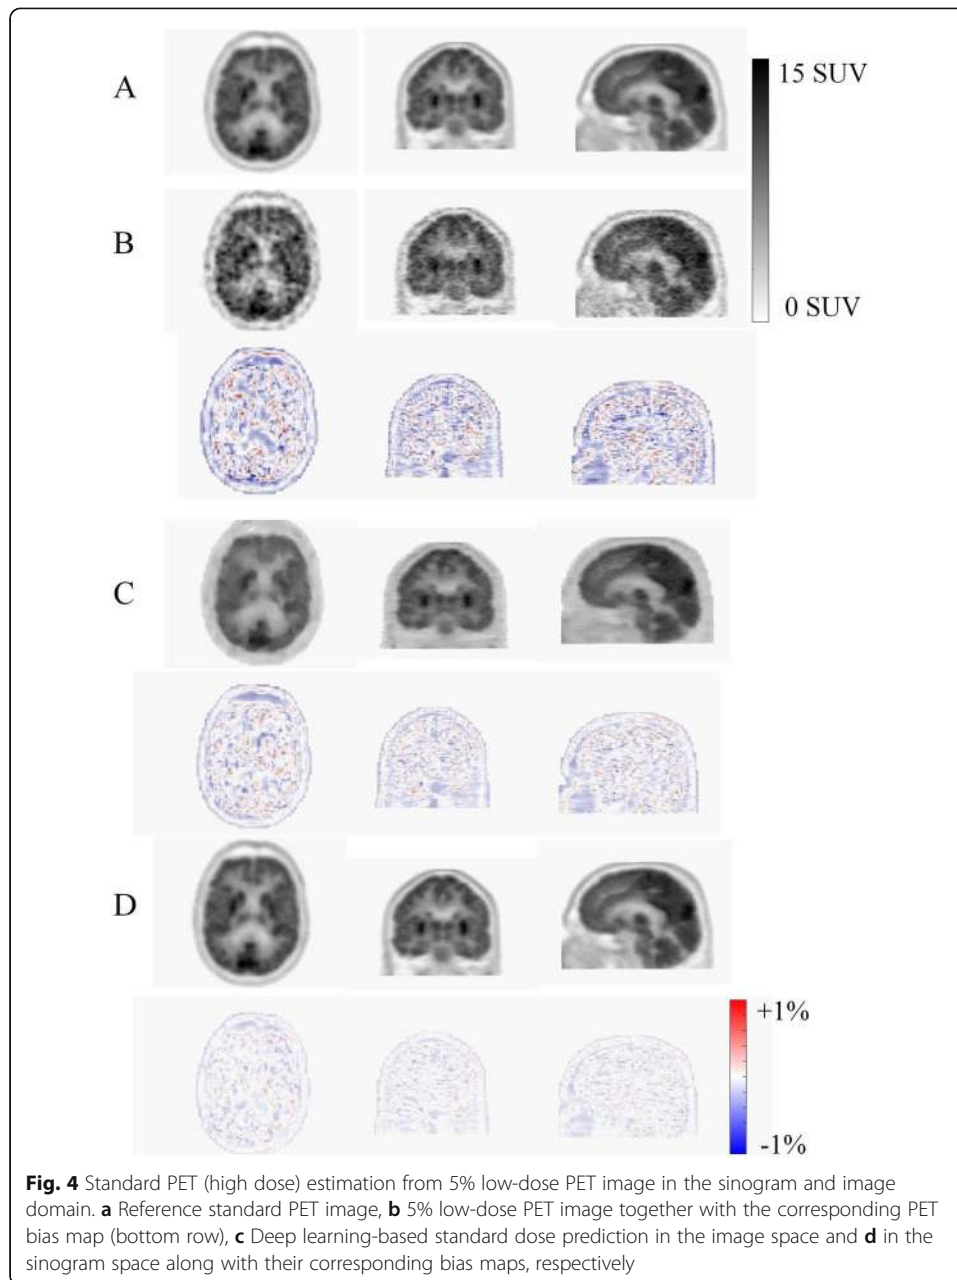 A
15 SUV
B
0 SUV
C
D
+1%
-1%
Fig. 4 Standard PET (high dose) estimation from 5% low-dose PET image in the sinogram and image
domain. a Reference standard PET image, b 5% low-dose PET image together with the corresponding PET
bias map (bottom row), c Deep learning-based standard dose prediction in the image space and d in the
sinogram space along with their corresponding bias maps, respectively